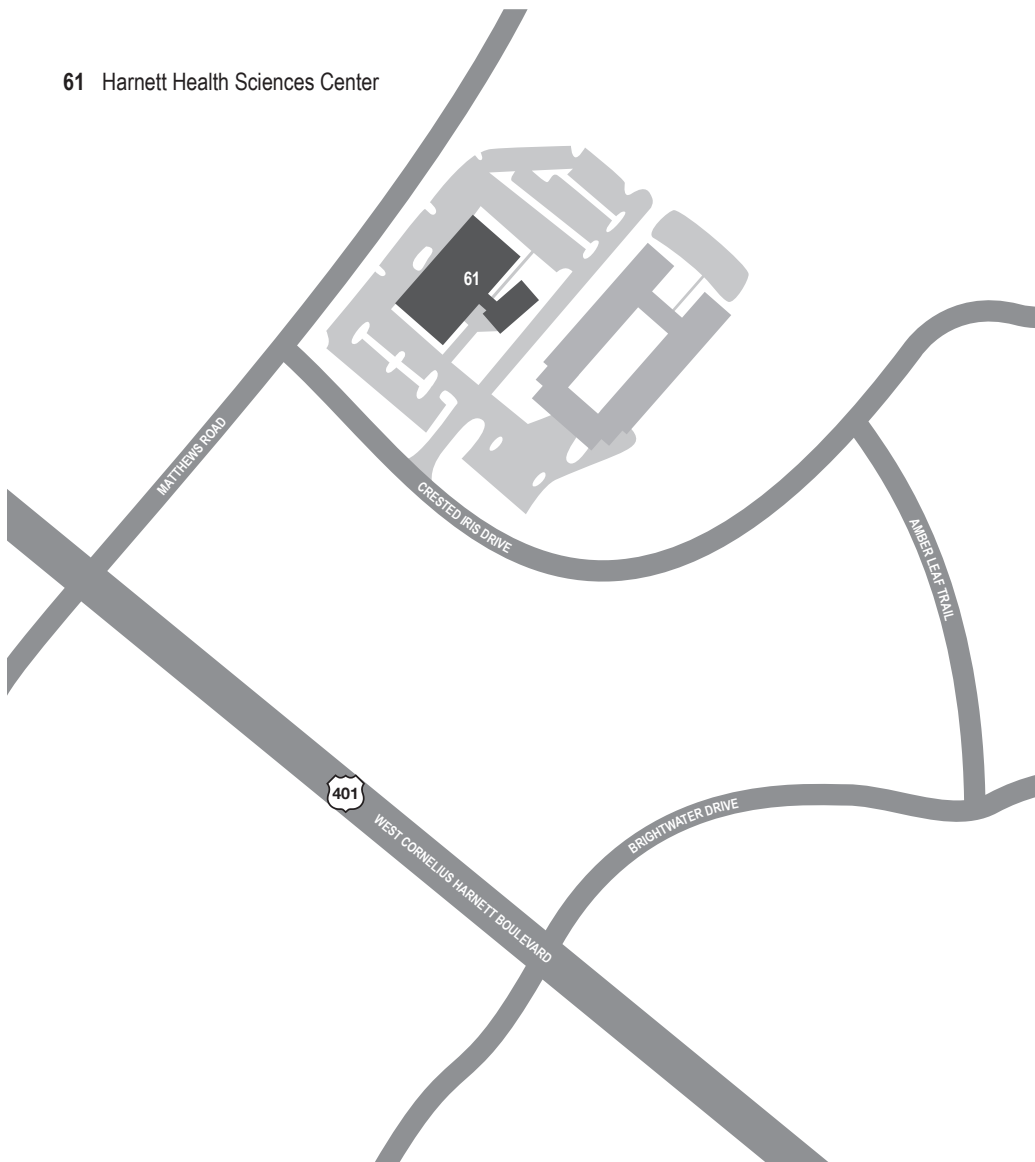 61 Harnett Health Sciences Center
61
MATTHEWS ROAD
CRESTED IRIS DRIVE
AMBER LEAF TRAIL
401
WEST CORNELIUS HARNETT BOULEVARD
BRIGHTWATER DRIVE